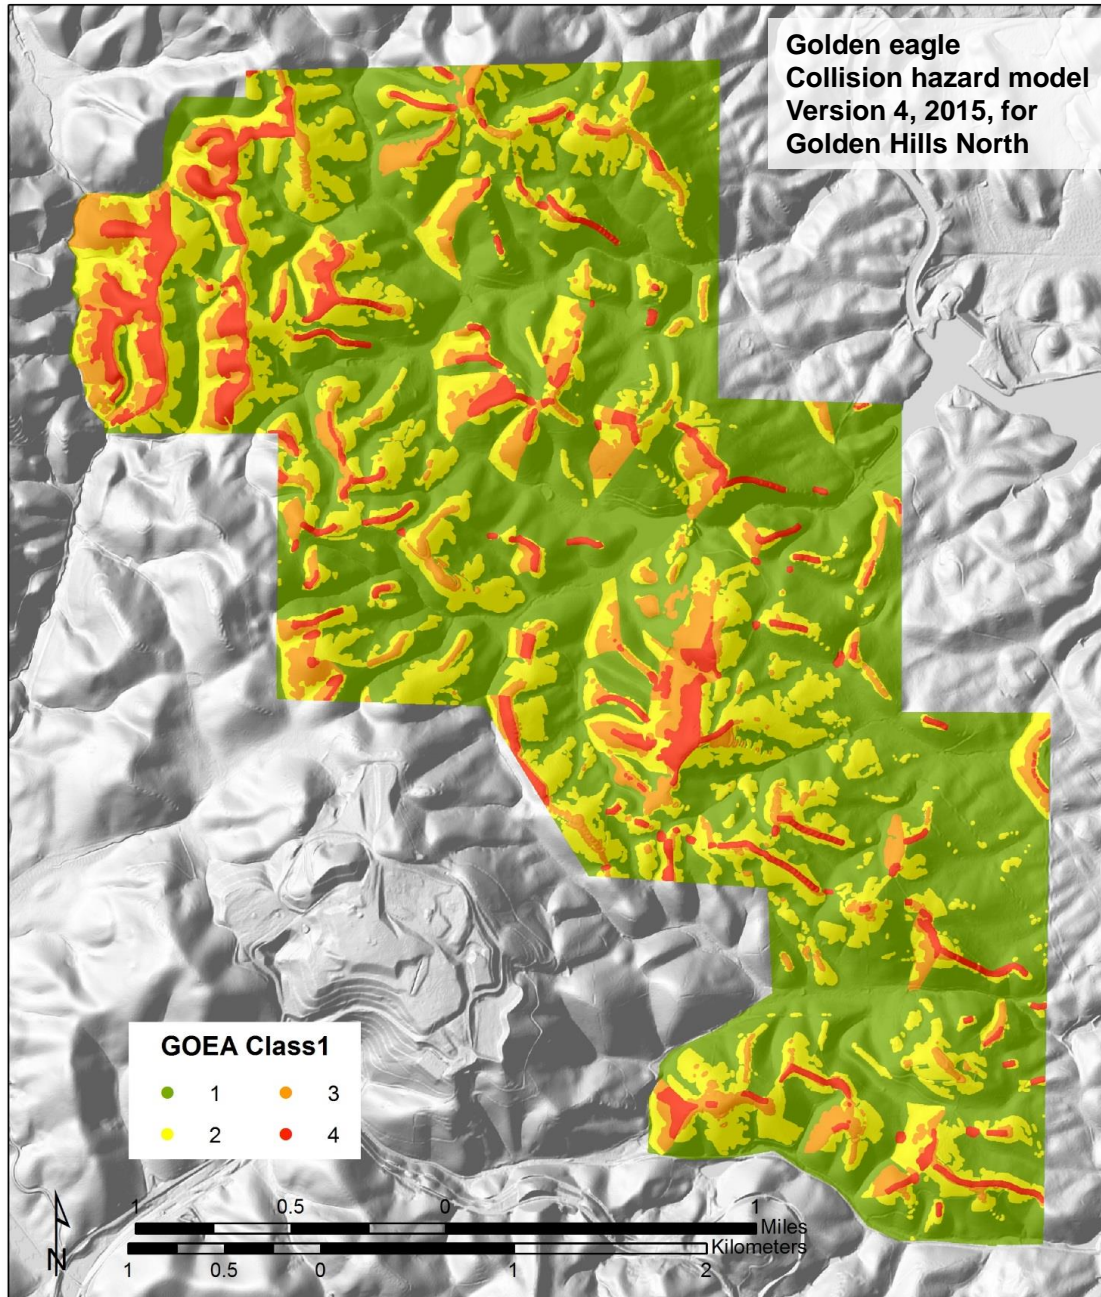 Golden eagle
Collision hazard model
Version 4, 2015, for
Golden Hills North
GOEA Class1
1 3
2 4
1 0.5 0 1
Miles
Kilometers
1 0.5 0 1 2
N